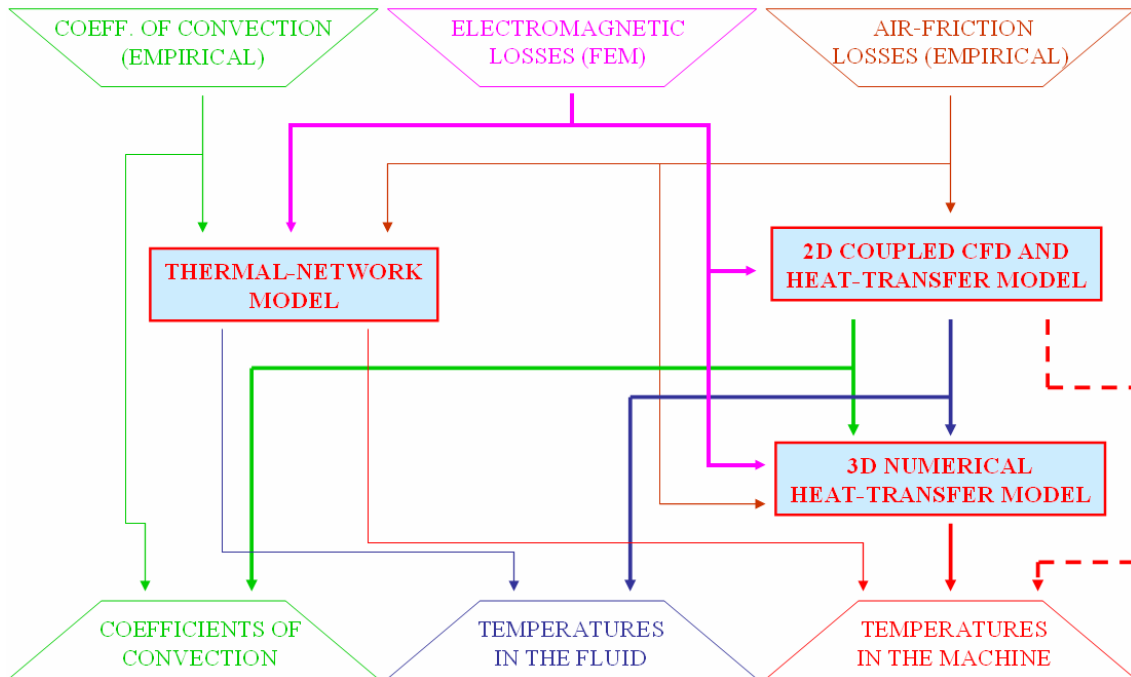 COEFF. OF CONVECTION
(EMPIRICAL)
ELECTROMAGNETIC
LOSSES (FEM)
AIR-FRICTION
LOSSES (EMPIRICAL)
THERMAL-NETWORK
MODEL
2D COUPLED CFD AND
HEAT-TRANSFER MODEL
3D NUMERICAL
HEAT-TRANSFER MODEL
COEFFICIENTS OF
CONVECTION
TEMPERATURES
IN THE FLUID
TEMPERATURES
IN THE MACHINE